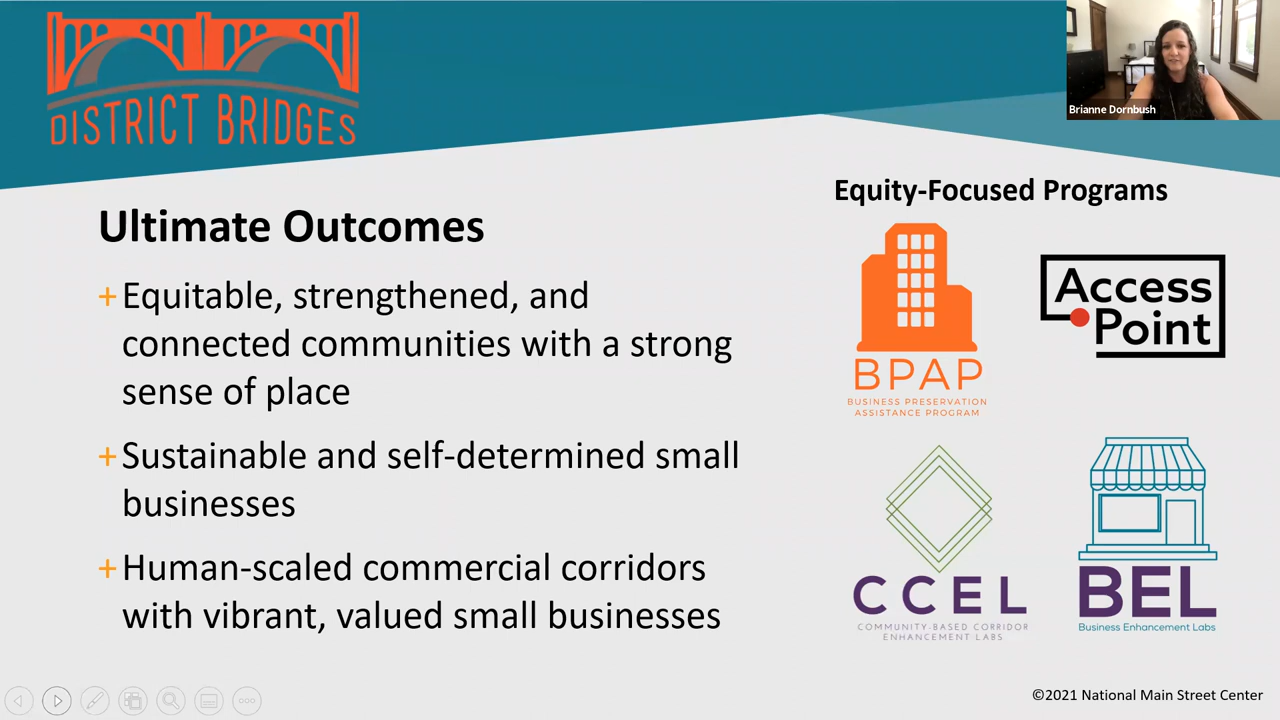 DISTRICT BRIDGES
Brianne Dornbush
Ultimate Outcomes
+Equitable, strengthened, and
connected communities with a strong
sense of place
+Sustainable and self-determined small
businesses
+Human-scaled commercial corridors
with vibrant, valued small businesses
Equity-Focused Programs
BPAP
BUSINESS PRESERVATION
ASSISTANCE PROGRAM
Access
Point
CCEL
COMMUNITY-BASED CORRIDOR
ENHANCEMENT LABS
BEL
Business Enhancement Labs
©2021 National Main Street Center